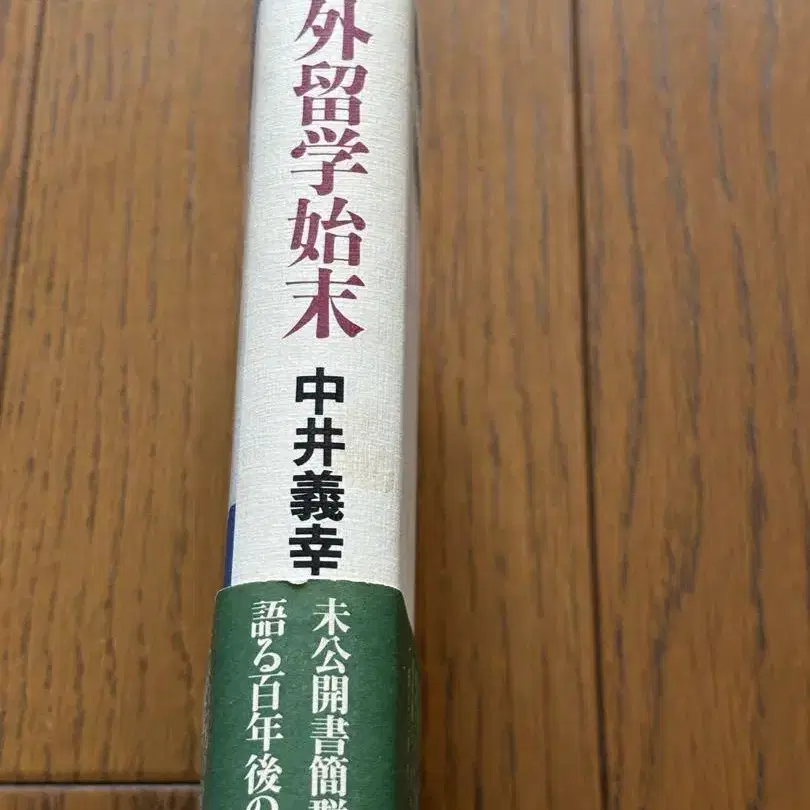 外留学始末
中井義幸
未公開書簡群
語る百年後の